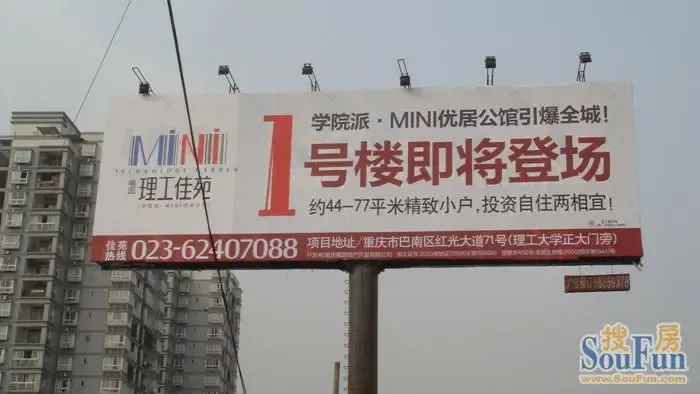 MINI
TECHNOLOGY GARDEN
理工佳苑
1
学院派·MINI优居公馆引爆全城!
号楼即将登场
约44—77平米精致小户,投资自住两相宜!
佳苑热线 023-62407088
项目地址/重庆市巴南区红光大道71号(理工大学正大门旁)
搜房
SouFun
www.SouFun.com